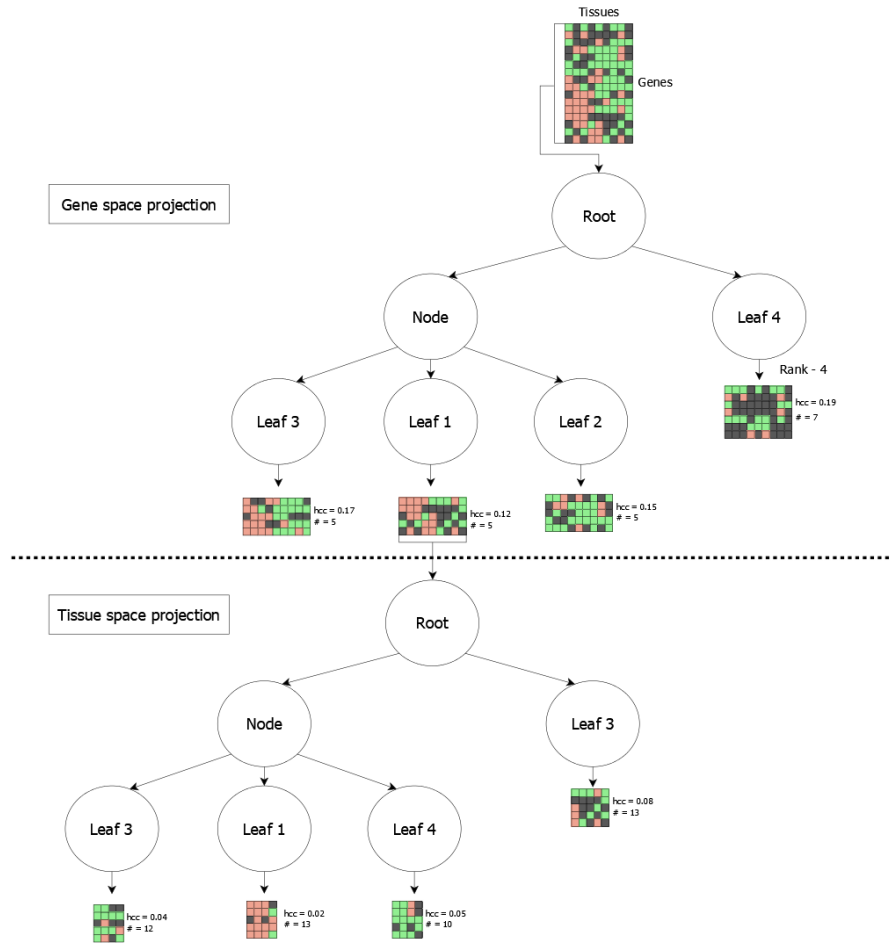 Tissues
Genes
Gene space projection
Root
Node
Leaf 4
Rank - 4
hcc = 0.19
# = 7
Leaf 3
Leaf 1
Leaf 2
hcc = 0.17
# = 5
hcc = 0.12
# = 5
hcc = 0.15
# = 5
Tissue space projection
Root
Node
Leaf 3
hcc = 0.08
# = 13
Leaf 3
Leaf 1
Leaf 4
hcc = 0.04
# = 12
hcc = 0.02
# = 13
hcc = 0.05
# = 10